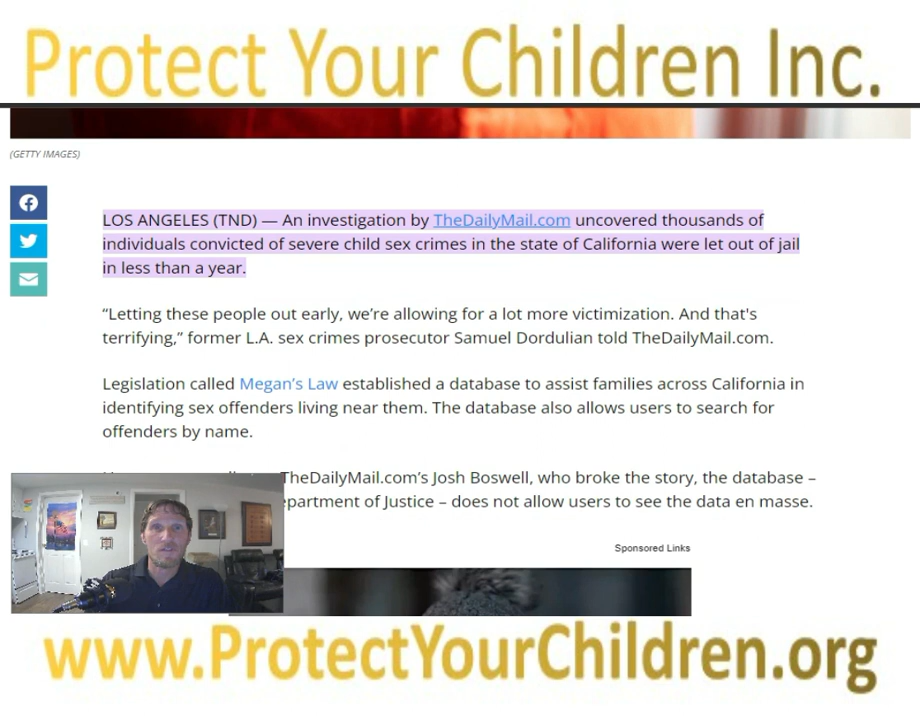 Protect Your Children Inc.
(GETTY IMAGES)
LOS ANGELES (TND) — An investigation by TheDailyMail.com uncovered thousands of
individuals convicted of severe child sex crimes in the state of California were let out of jail
in less than a year.
“Letting these people out early, we’re allowing for a lot more victimization. And that's
terrifying,” former L.A. sex crimes prosecutor Samuel Dordulian told TheDailyMail.com.
Legislation called Megan’s Law established a database to assist families across California in
identifying sex offenders living near them. The database also allows users to search for
offenders by name.
TheDailyMail.com’s Josh Boswell, who broke the story, the database –
epartment of Justice – does not allow users to see the data en masse.
Sponsored Links
www.ProtectYourChildren.org